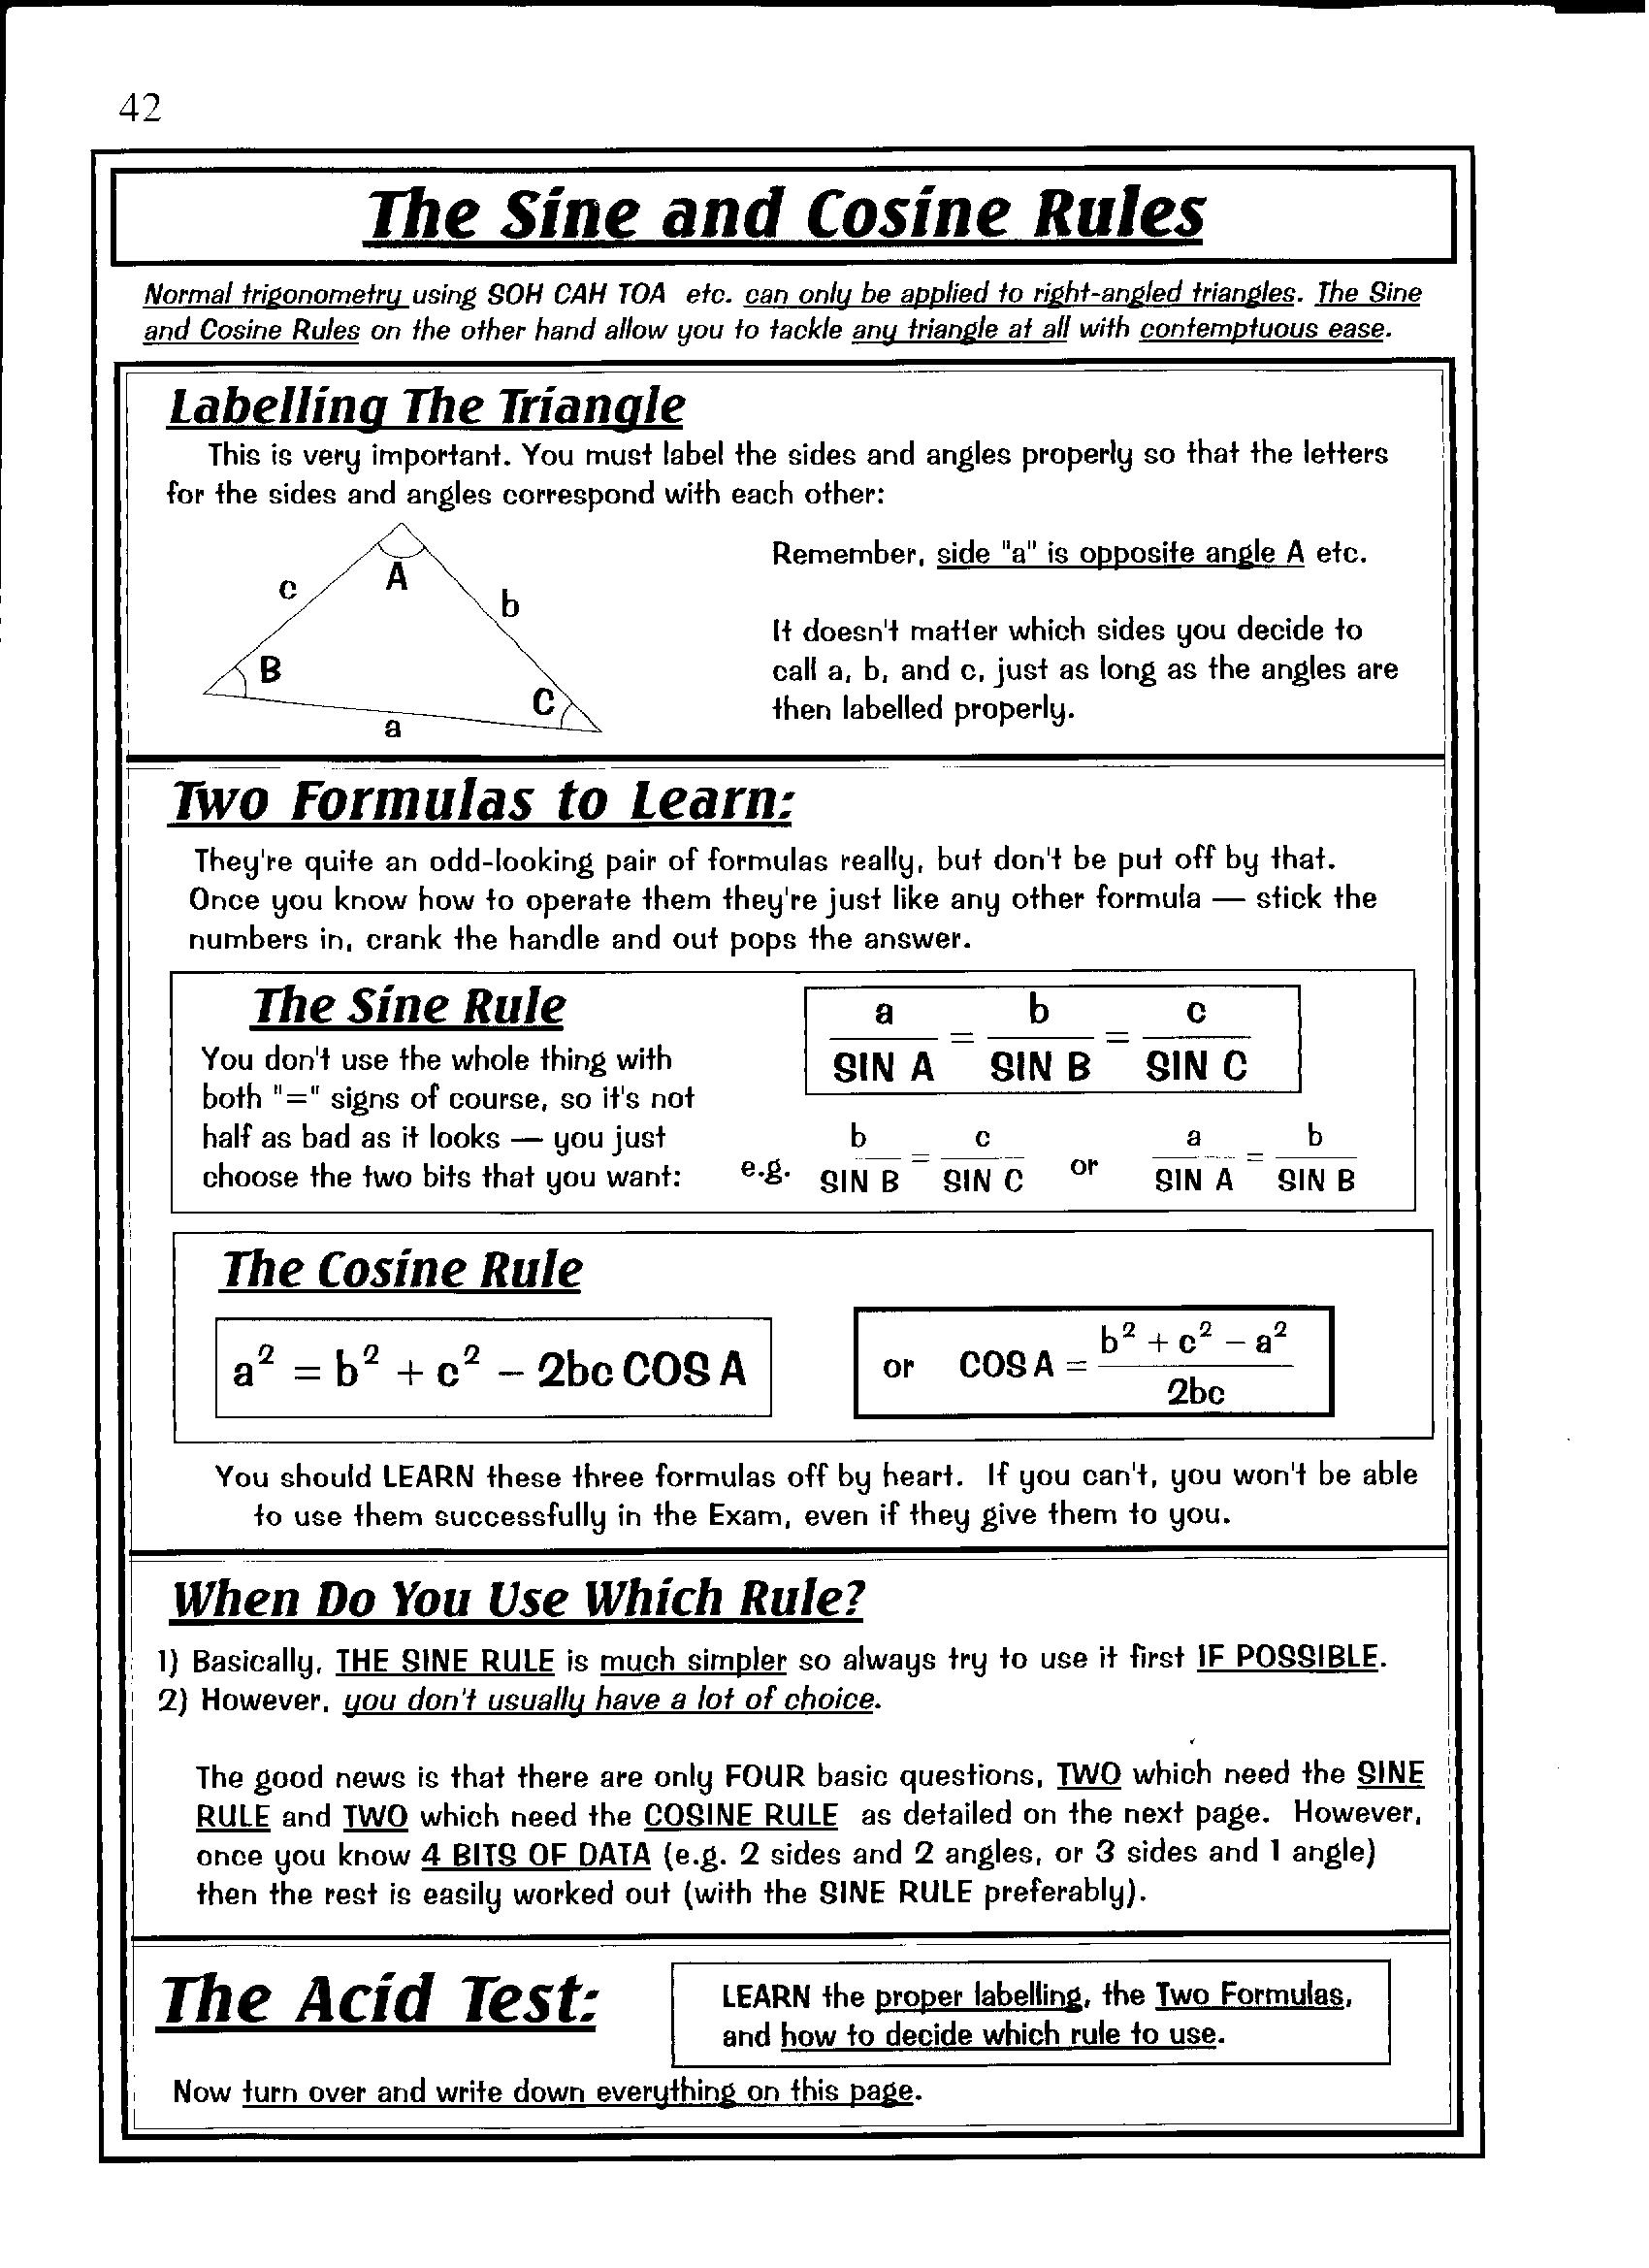 42
The Sine and Cosine Rules
Normal trigonometry using SOH CAH TOA etc. can only be applied to right-angled triangles. The Sine
and Cosine Rules on the other hand allow you to tackle any triangle at all with contemptuous ease.
Labelling The Triangle
This is very important. You must label the sides and angles properly so that the letters
for the sides and angles correspond with each other:
c
A
b
B
C
a
Remember, side "a" is opposite angle A etc.
It doesn't matter which sides you decide to
call a, b, and c, just as long as the angles are
then labelled properly.
Two Formulas to Learn:
They're quite an odd-looking pair of formulas really, but don't be put off by that.
Once you know how to operate them they're just like any other formula — stick the
numbers in, crank the handle and out pops the answer.
The Sine Rule
You don't use the whole thing with
both "=" signs of course, so it's not
half as bad as it looks — you just
choose the two bits that you want:
a/SIN A = b/SIN B = c/SIN C
e.g. b/SIN B = c/SIN C or a/SIN A = b/SIN B
The Cosine Rule
a² = b² + c² – 2bc COS A
or COS A = b² + c² – a² / 2bc
You should LEARN these three formulas off by heart. If you can't, you won't be able
to use them successfully in the Exam, even if they give them to you.
When Do You Use Which Rule?
1) Basically, THE SINE RULE is much simpler so always try to use it first IF POSSIBLE.
2) However, you don't usually have a lot of choice.
The good news is that there are only FOUR basic questions, TWO which need the SINE
RULE and TWO which need the COSINE RULE as detailed on the next page. However,
once you know 4 BITS OF DATA (e.g. 2 sides and 2 angles, or 3 sides and 1 angle)
then the rest is easily worked out (with the SINE RULE preferably).
The Acid Test:
LEARN the proper labelling, the Two Formulas,
and how to decide which rule to use.
Now turn over and write down everything on this page.